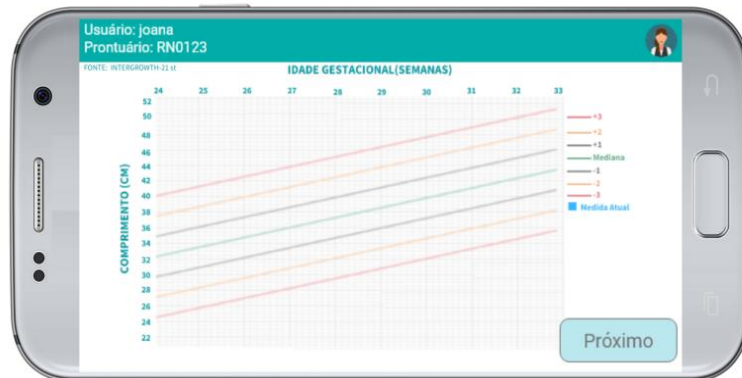 Usuário: joana
Prontuário: RN0123
FONTE: INTERGROWTH-21 st
IDADE GESTACIONAL(SEMANAS)
24 25 26 27 28 29 30 31 32 33
COMPRIMENTO (CM)
52
50
48
46
44
42
40
38
36
34
32
30
28
26
24
22
+3
+2
+1
Mediana
-1
-2
-3
Medida Atual
Próximo